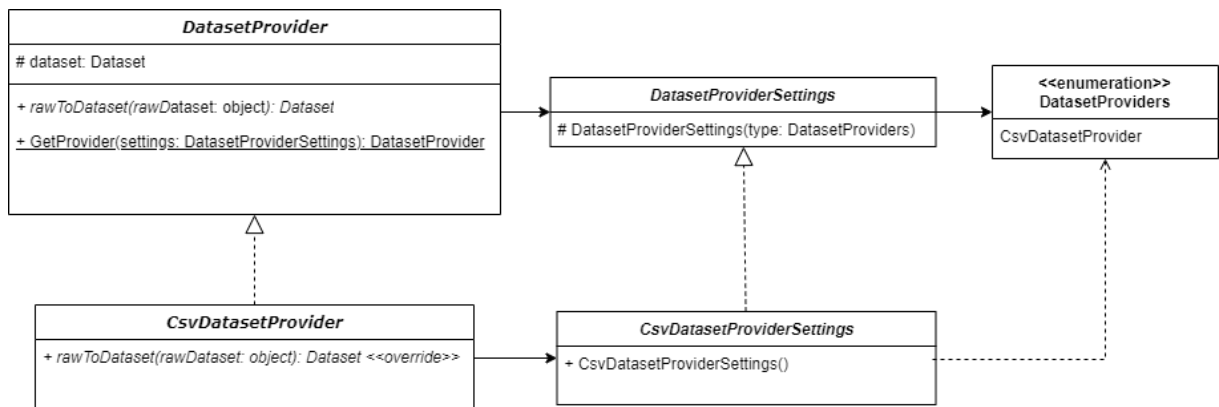 DatasetProvider
# dataset: Dataset
+ rawToDataset(rawDataset: object): Dataset
+ GetProvider(settings: DatasetProviderSettings): DatasetProvider
DatasetProviderSettings
# DatasetProviderSettings(type: DatasetProviders)
<<enumeration>>
DatasetProviders
CsvDatasetProvider
CsvDatasetProvider
+ rawToDataset(rawDataset: object): Dataset <<override>>
CsvDatasetProviderSettings
+ CsvDatasetProviderSettings()